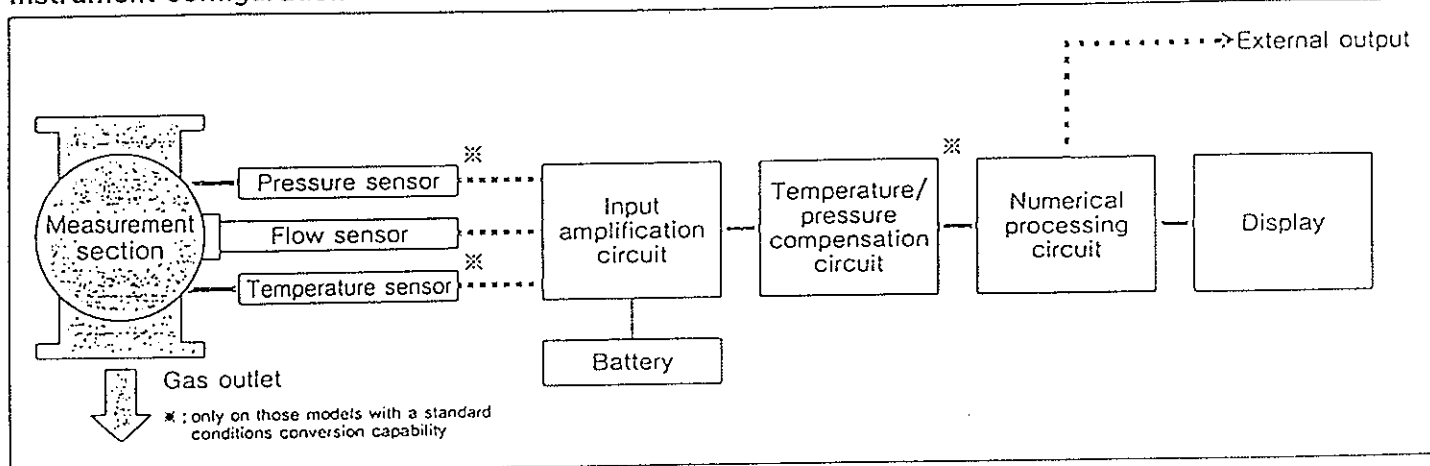 Instrument configuration
External output
※
※
Pressure sensor
Measurement
section
Flow sensor
※
Temperature sensor
Input
amplification
circuit
Temperature/
pressure
compensation
circuit
Numerical
processing
circuit
Display
Battery
Gas outlet
※ : only on those models with a standard
conditions conversion capability